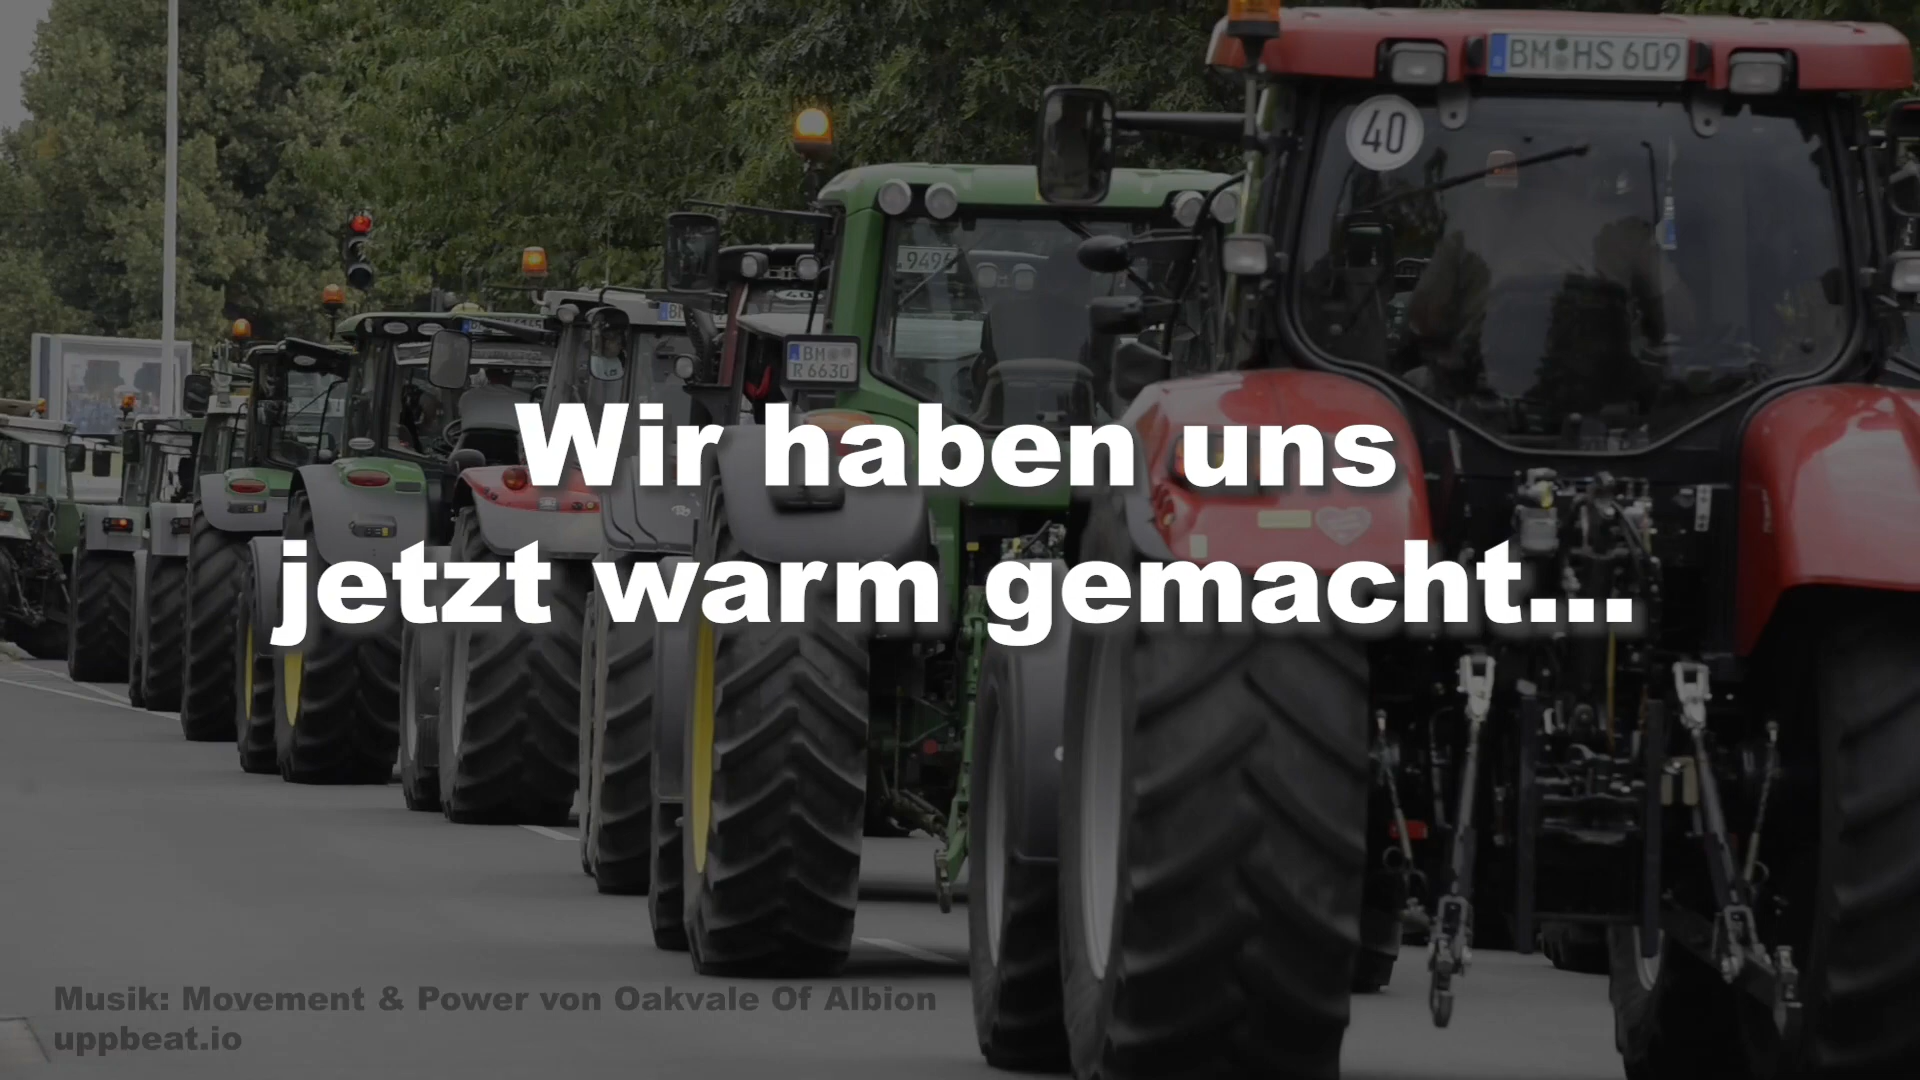 BM HS 609
40
9496
BM
R 6630
Wir haben uns
jetzt warm gemacht...
Musik: Movement & Power von Oakvale Of Albion
uppbeat.io